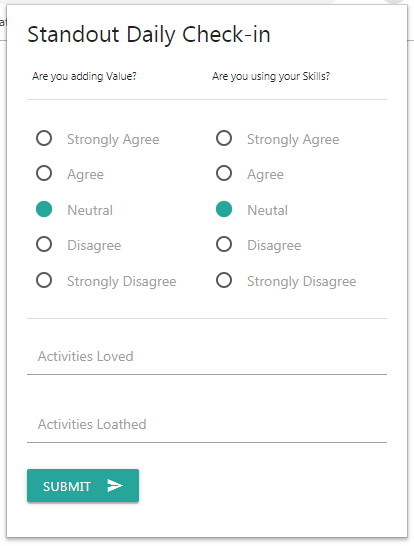 Standout Daily Check-in
Are you adding Value? Are you using your Skills?
Strongly Agree Strongly Agree
Agree Agree
Neutral Neutal
Disagree Disagree
Strongly Disagree Strongly Disagree
Activities Loved
Activities Loathed
SUBMIT